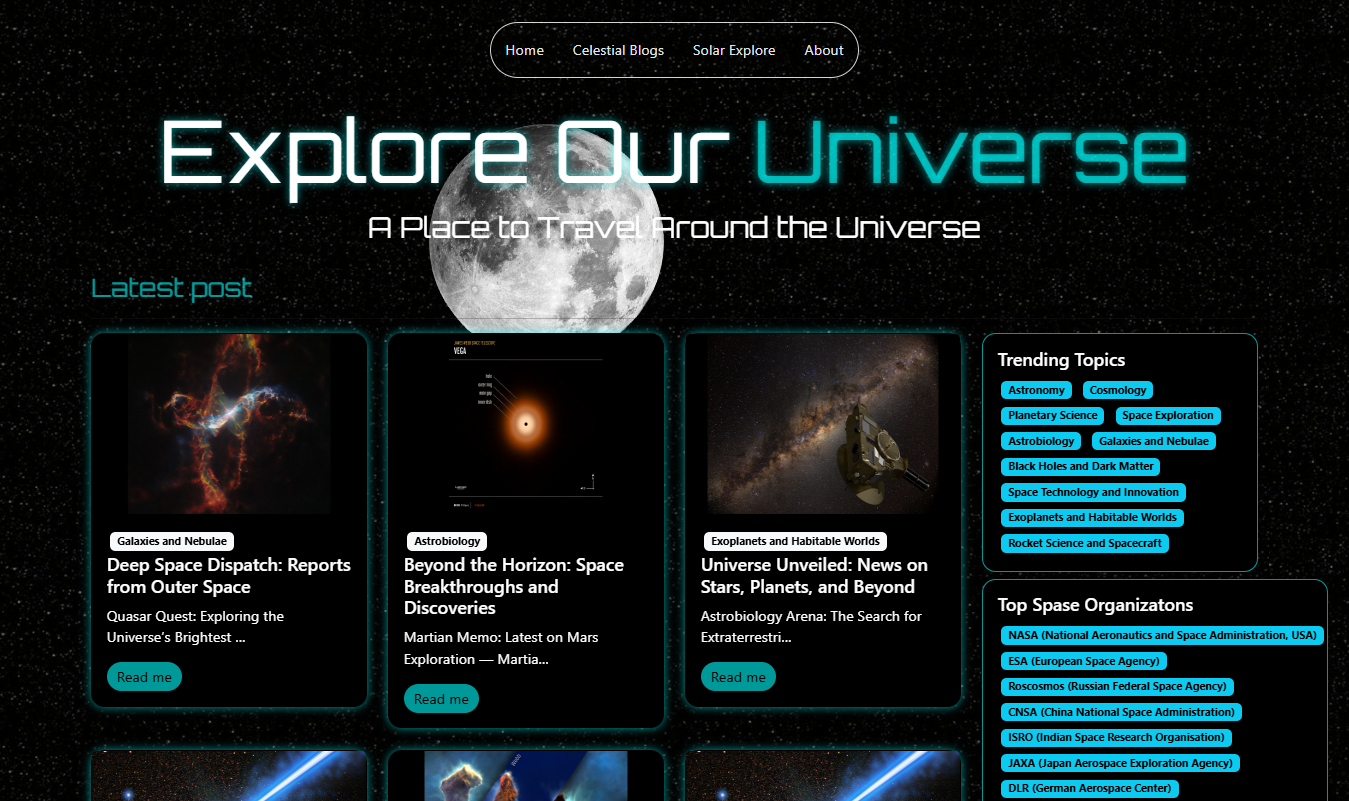 Home Celestial Blogs Solar Explore About
Explore Our Universe
A Place to Travel Around the Universe
Latest post
VEGA
Galaxies and Nebulae
Deep Space Dispatch: Reports
from Outer Space
Quasar Quest: Exploring the
Universe’s Brightest ...
Read me
Astrobiology
Beyond the Horizon: Space
Breakthroughs and
Discoveries
Martian Memo: Latest on Mars
Exploration — Martia...
Read me
Exoplanets and Habitable Worlds
Universe Unveiled: News on
Stars, Planets, and Beyond
Astrobiology Arena: The Search for
Extraterrestri...
Read me
Trending Topics
Astronomy Cosmology
Planetary Science Space Exploration
Astrobiology Galaxies and Nebulae
Black Holes and Dark Matter
Space Technology and Innovation
Exoplanets and Habitable Worlds
Rocket Science and Spacecraft
Top Spase Organizatons
NASA (National Aeronautics and Space Administration, USA)
ESA (European Space Agency)
Roscosmos (Russian Federal Space Agency)
CNSA (China National Space Administration)
ISRO (Indian Space Research Organisation)
JAXA (Japan Aerospace Exploration Agency)
DLR (German Aerospace Center)